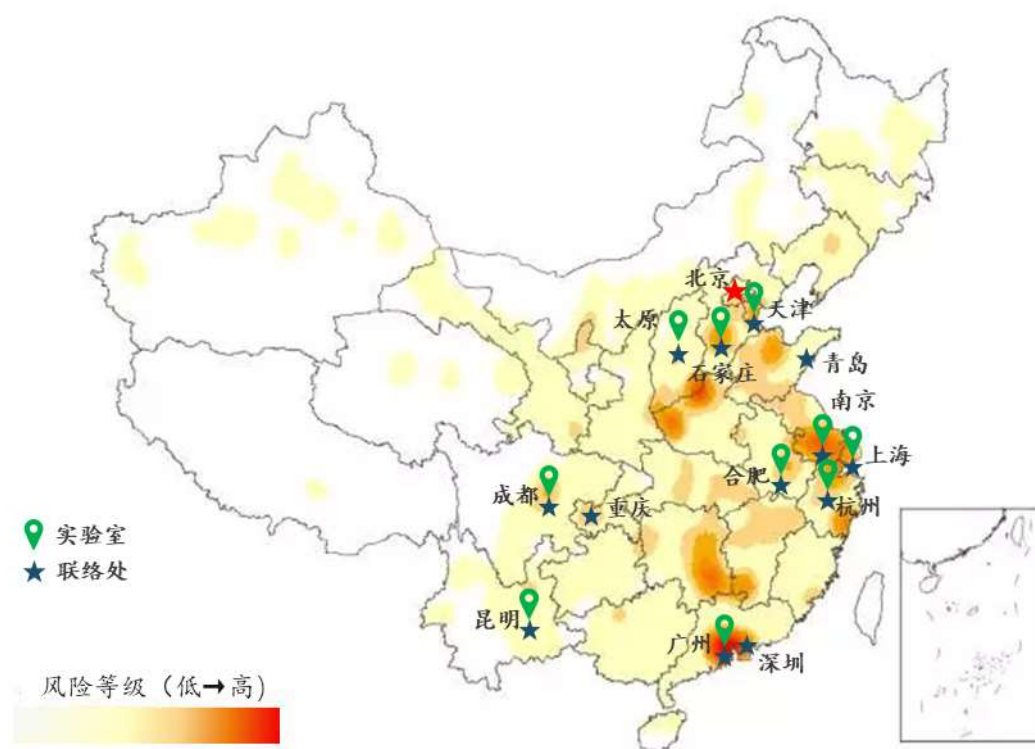 北京
天津
太原
石家庄
青岛
南京
上海
合肥
杭州
成都
重庆
昆明
广州
深圳
实验室
联络处
风险等级（低→高）